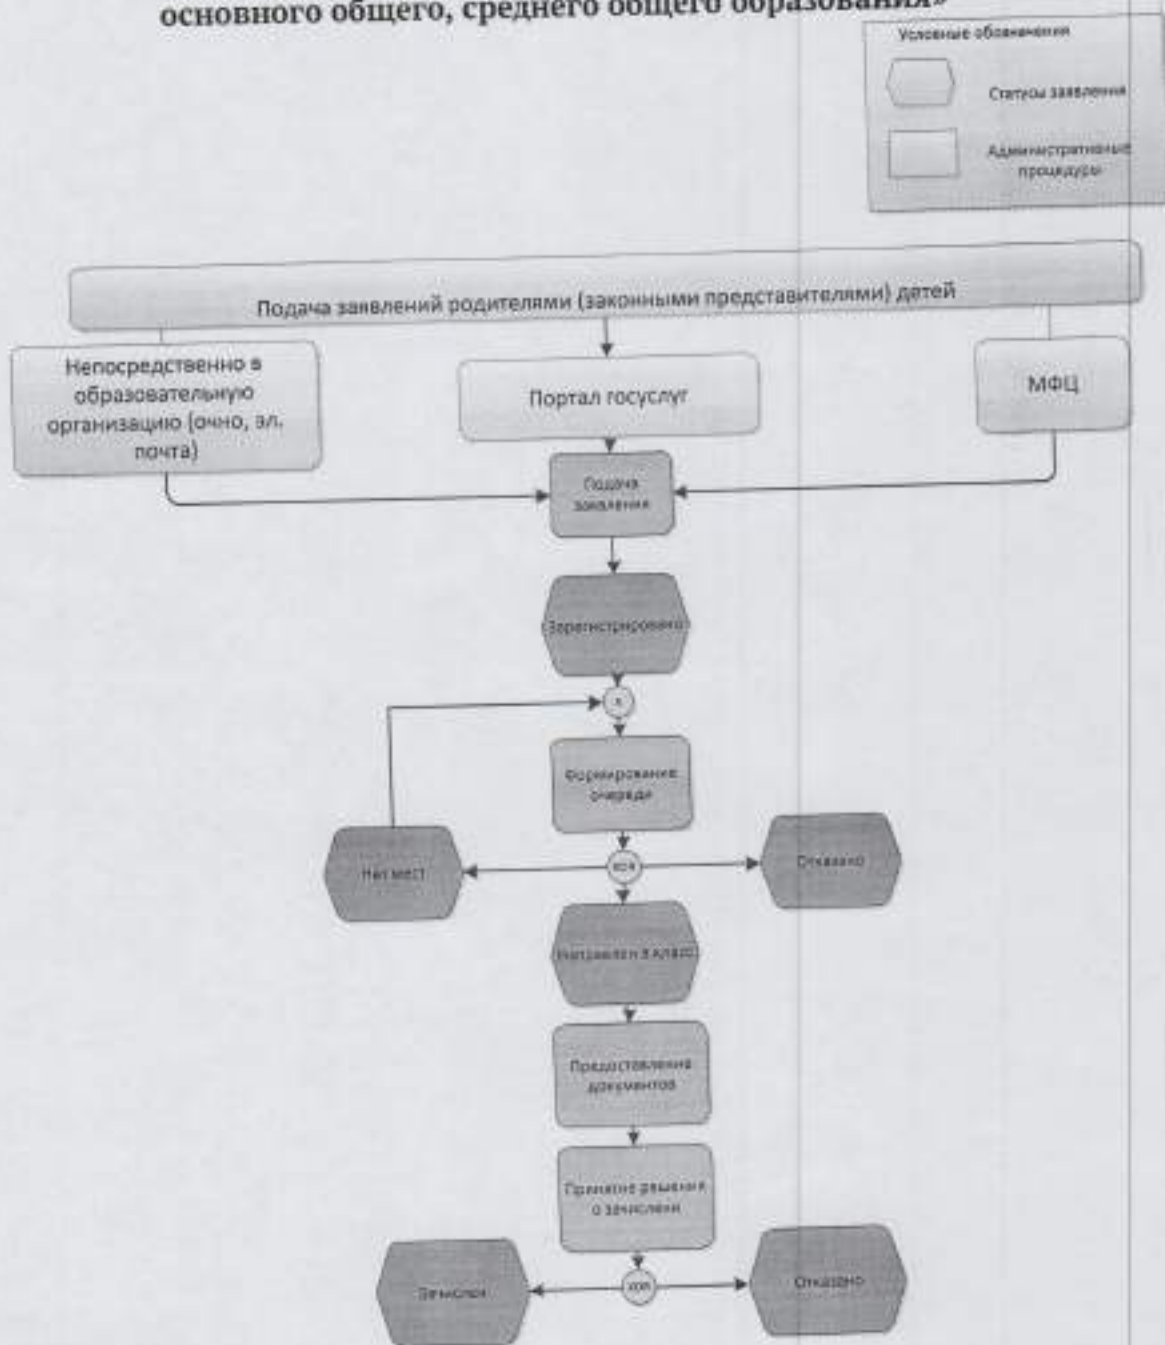 основного общего, среднего общего образования»
Условные обозначения
Статусы заявления
Административные
процедуры
Подача заявлений родителями (законными представителями) детей
Непосредственно в
образовательную
организацию (очно, эл.
почта)
Портал госуслуг
МФЦ
Подача
заявления
Зарегистрировано
Формирование
очереди
Нет мест
Отказано
Направлен в класс
Предоставление
документов
Принятие решения
о зачислени
Зачислен
Отказано